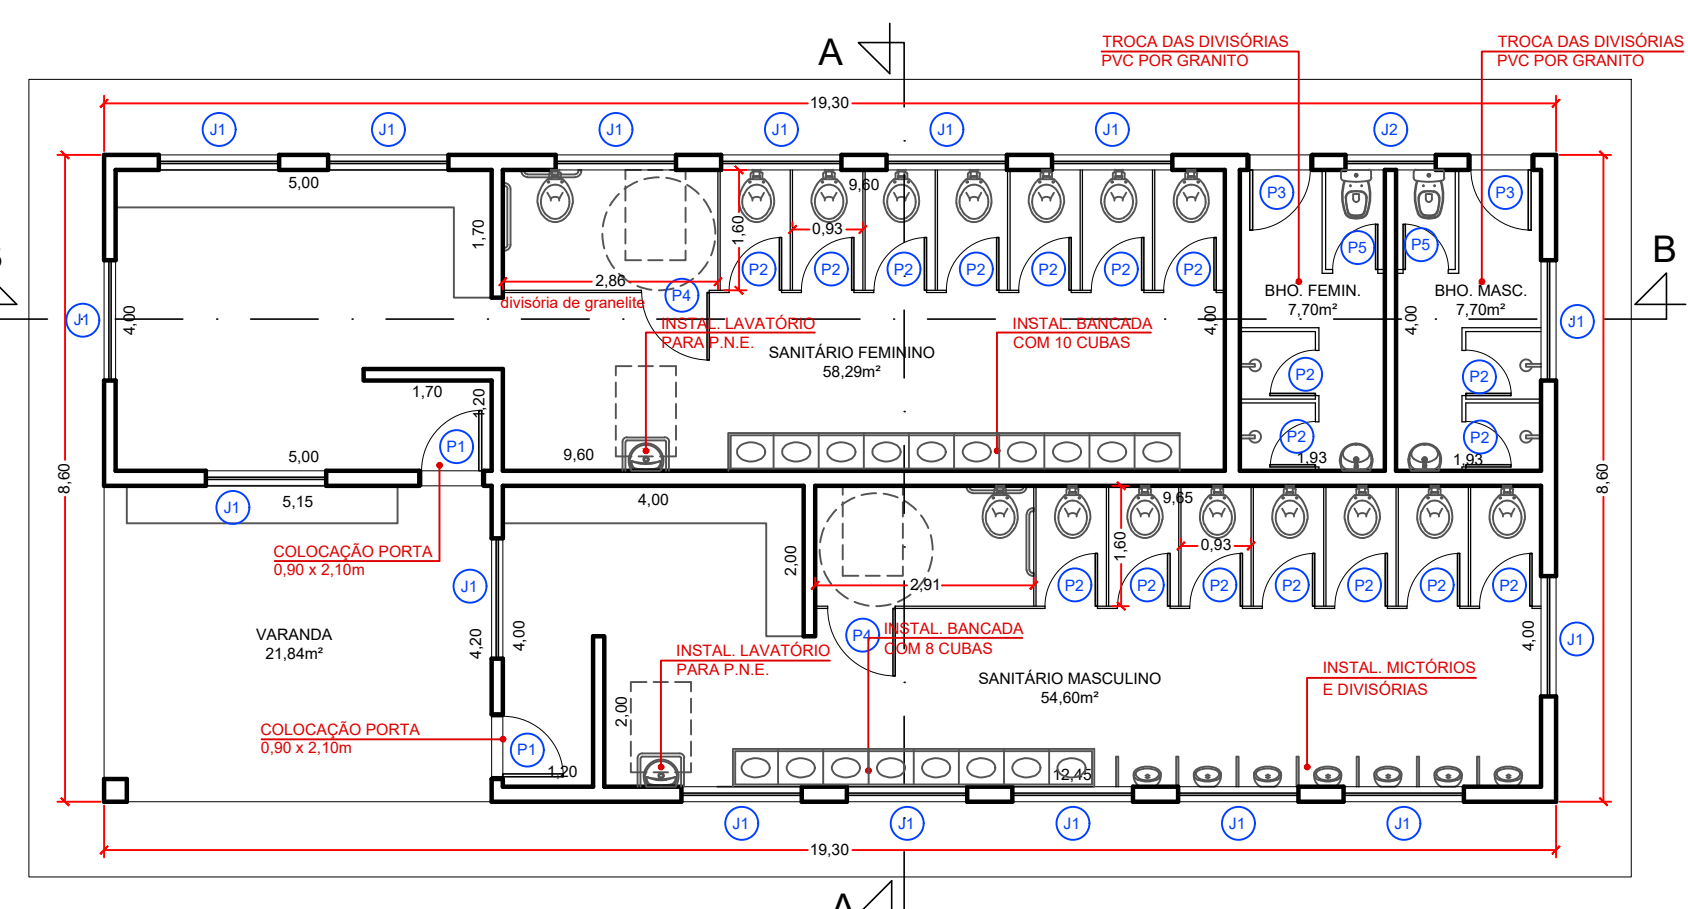 A
TROCA DAS DIVISÓRIAS
PVC POR GRANITO
TROCA DAS DIVISÓRIAS
PVC POR GRANITO
19,30
J1
J1
J1
J1
J1
J1
J2
5,00
9,60
P3
P3
1,70
1,60
0,93
P5
P5
B
2,86
P4
P2
P2
P2
P2
P2
P2
P2
divisória de granelite
BHO. FEMIN.
7,70m²
BHO. MASC.
7,70m²
J1
4,00
INSTAL. LAVATÓRIO
PARA P.N.E.
INSTAL. BANCADA
COM 10 CUBAS
4,00
4,00
J1
SANITÁRIO FEMININO
58,29m²
P2
P2
1,70
1,20
P1
P2
P2
5,00
9,60
1,93
1,93
8,60
8,60
J1
5,15
4,00
9,65
COLOCAÇÃO PORTA
0,90 x 2,10m
2,00
1,60
0,93
J1
2,91
P2
P2
P2
P2
P2
P2
P2
VARANDA
21,84m²
4,20
4,00
P4
INSTAL. BANCADA
COM 8 CUBAS
4,00
J1
INSTAL. LAVATÓRIO
PARA P.N.E.
SANITÁRIO MASCULINO
54,60m²
INSTAL. MICTÓRIOS
E DIVISÓRIAS
COLOCAÇÃO PORTA
0,90 x 2,10m
2,00
P1
1,20
12,45
J1
J1
J1
J1
J1
19,30
A